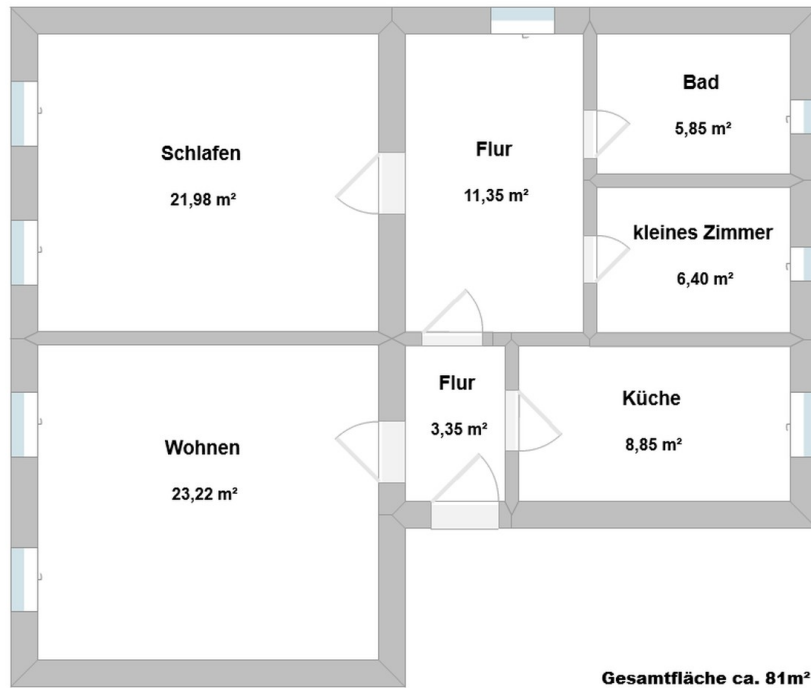 Schlafen
21,98 m²
Flur
11,35 m²
Bad
5,85 m²
kleines Zimmer
6,40 m²
Wohnen
23,22 m²
Flur
3,35 m²
Küche
8,85 m²
Gesamtfläche ca. 81m²